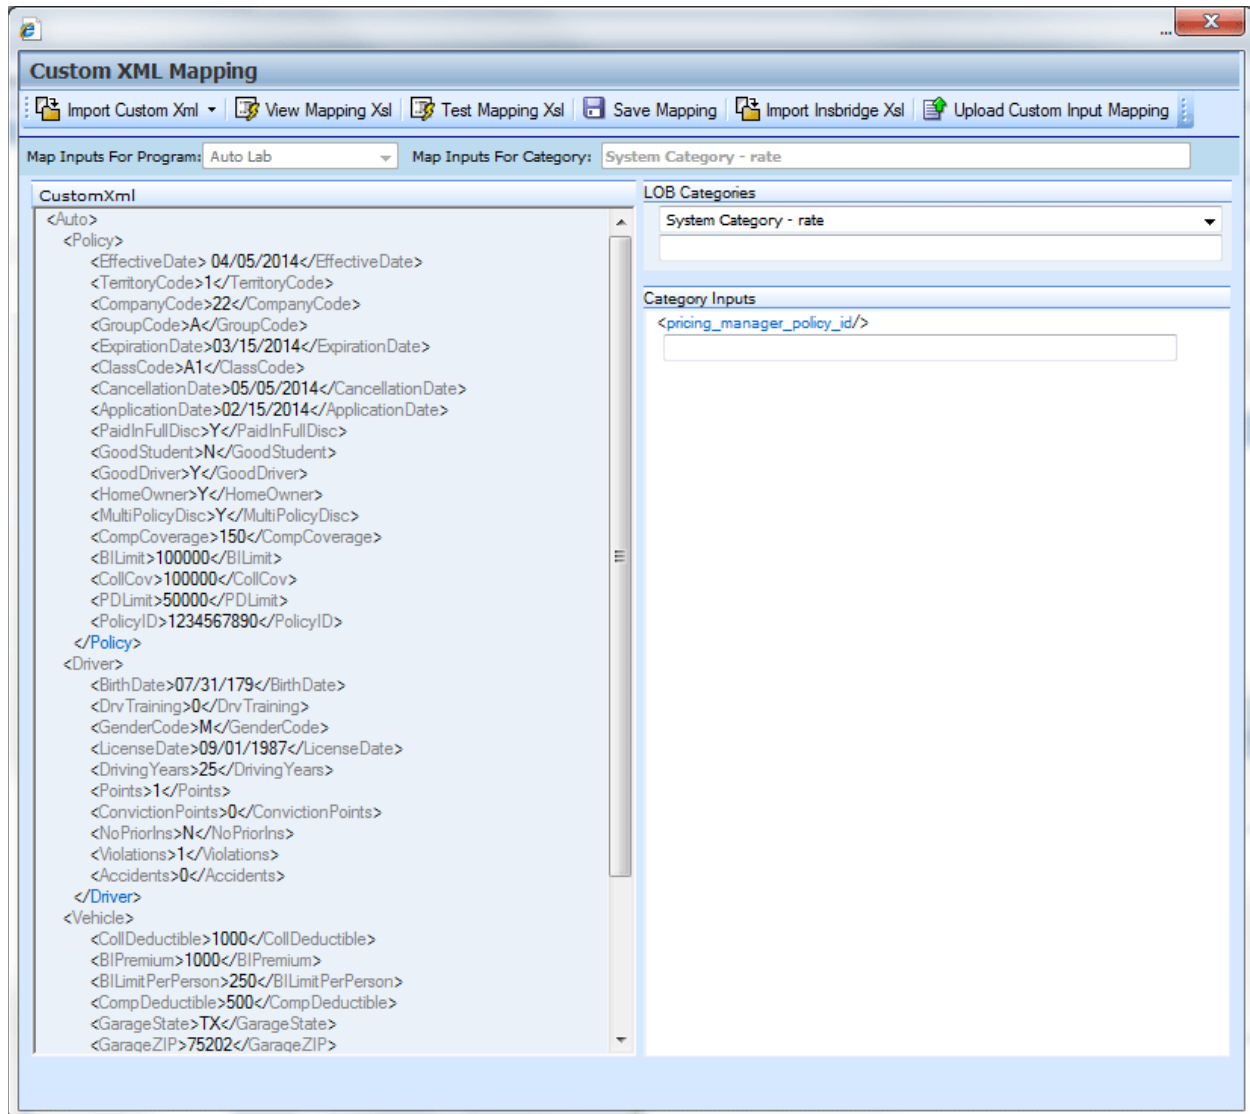 ...
Custom XML Mapping
Import Custom Xml View Mapping Xsl Test Mapping Xsl Save Mapping Import Insbridge Xsl Upload Custom Input Mapping
Map Inputs For Program: Auto Lab Map Inputs For Category: System Category - rate
CustomXml
<Auto>
<Policy>
<EffectiveDate> 04/05/2014</EffectiveDate>
<TerritoryCode>1</TerritoryCode>
<CompanyCode>22</CompanyCode>
<GroupCode>A</GroupCode>
<ExpirationDate>03/15/2014</ExpirationDate>
<ClassCode>A1</ClassCode>
<CancellationDate>05/05/2014</CancellationDate>
<ApplicationDate>02/15/2014</ApplicationDate>
<PaidInFullDisc>Y</PaidInFullDisc>
<GoodStudent>N</GoodStudent>
<GoodDriver>Y</GoodDriver>
<HomeOwner>Y</HomeOwner>
<MultiPolicyDisc>Y</MultiPolicyDisc>
<CompCoverage>150</CompCoverage>
<BILimit>100000</BILimit>
<CollCov>100000</CollCov>
<PDLimit>50000</PDLimit>
<PolicyID>1234567890</PolicyID>
</Policy>
<Driver>
<BirthDate>07/31/179</BirthDate>
<DrvTraining>0</DrvTraining>
<GenderCode>M</GenderCode>
<LicenseDate>09/01/1987</LicenseDate>
<DrivingYears>25</DrivingYears>
<Points>1</Points>
<ConvictionPoints>0</ConvictionPoints>
<NoPriorIns>N</NoPriorIns>
<Violations>1</Violations>
<Accidents>0</Accidents>
</Driver>
<Vehicle>
<CollDeductible>1000</CollDeductible>
<BIPremium>1000</BIPremium>
<BILimitPerPerson>250</BILimitPerPerson>
<CompDeductible>500</CompDeductible>
<GarageState>TX</GarageState>
<GarageZIP>75202</GarageZIP>
LOB Categories
System Category - rate
Category Inputs
<pricing_manager_policy_id/>